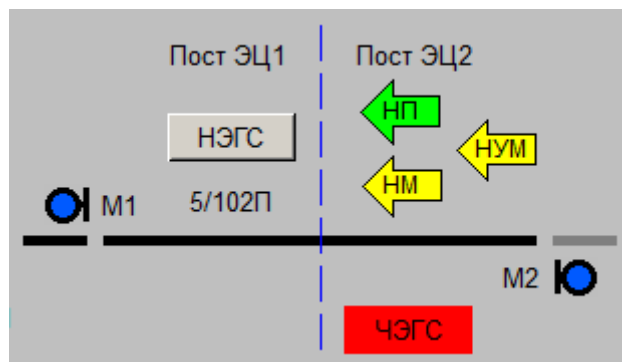 Пост ЭЦ1
Пост ЭЦ2
НП
НЭГС
НУМ
НМ
М1
5/102П
М2
ЧЭГС